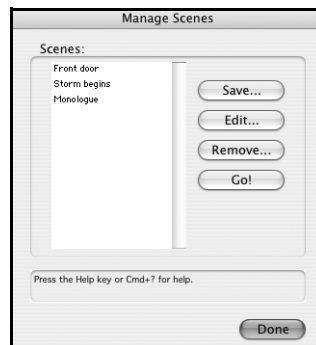 Manage Scenes
Scenes:
Front door
Storm begins
Monologue
Save...
Edit...
Remove...
Go!
Press the Help key or Cmd+? for help.
Done